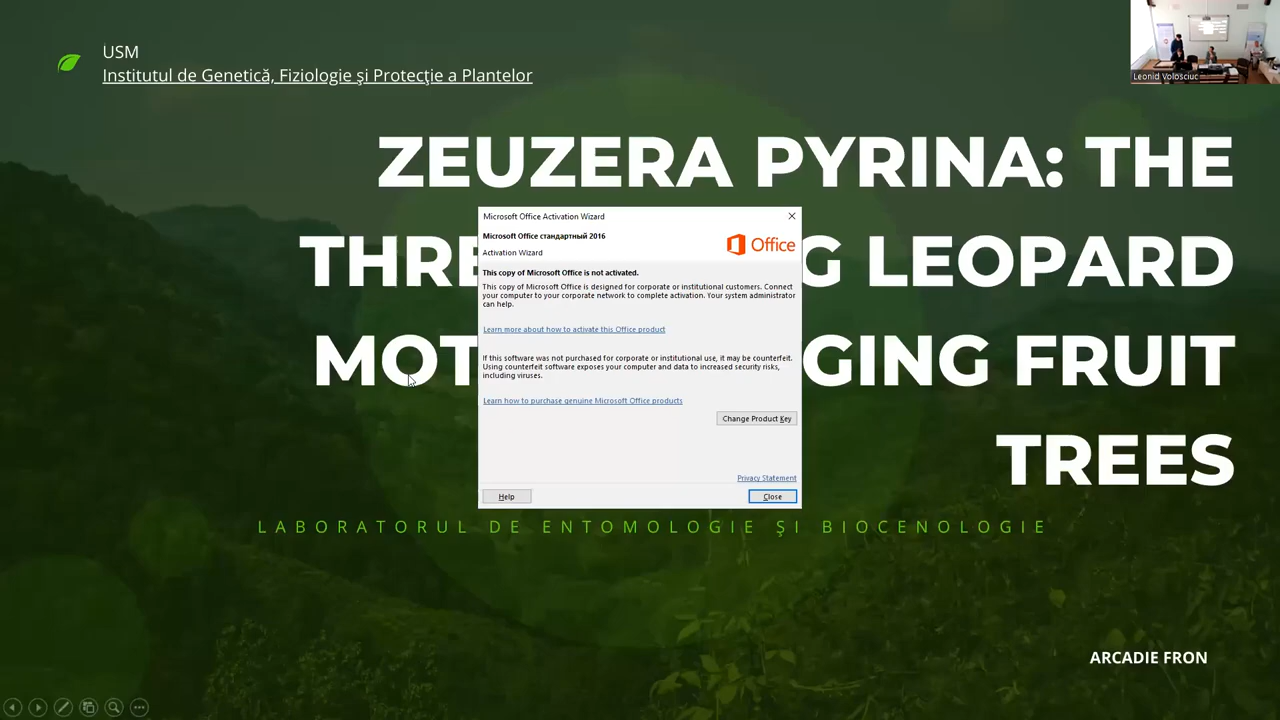 USM
Institutul de Genetică, Fiziologie și Protecţie a Plantelor
Leonid Volosciuc
ZEUZERA PYRINA: THE
THRE G LEOPARD
MOT GING FRUIT
TREES
Microsoft Office Activation Wizard
Microsoft Office стандартный 2016
Office
Activation Wizard
This copy of Microsoft Office is not activated.
This copy of Microsoft Office is designed for corporate or institutional customers. Connect
your computer to your corporate network to complete activation. Your system administrator
can help.
Learn more about how to activate this Office product
If this software was not purchased for corporate or institutional use, it may be counterfeit.
Using counterfeit software exposes your computer and data to increased security risks,
including viruses.
Learn how to purchase genuine Microsoft Office products
Change Product Key
Privacy Statement
Help
Close
LABORATORUL DE ENTOMOLOGIE ȘI BIOCENOLOGIE
ARCADIE FRON